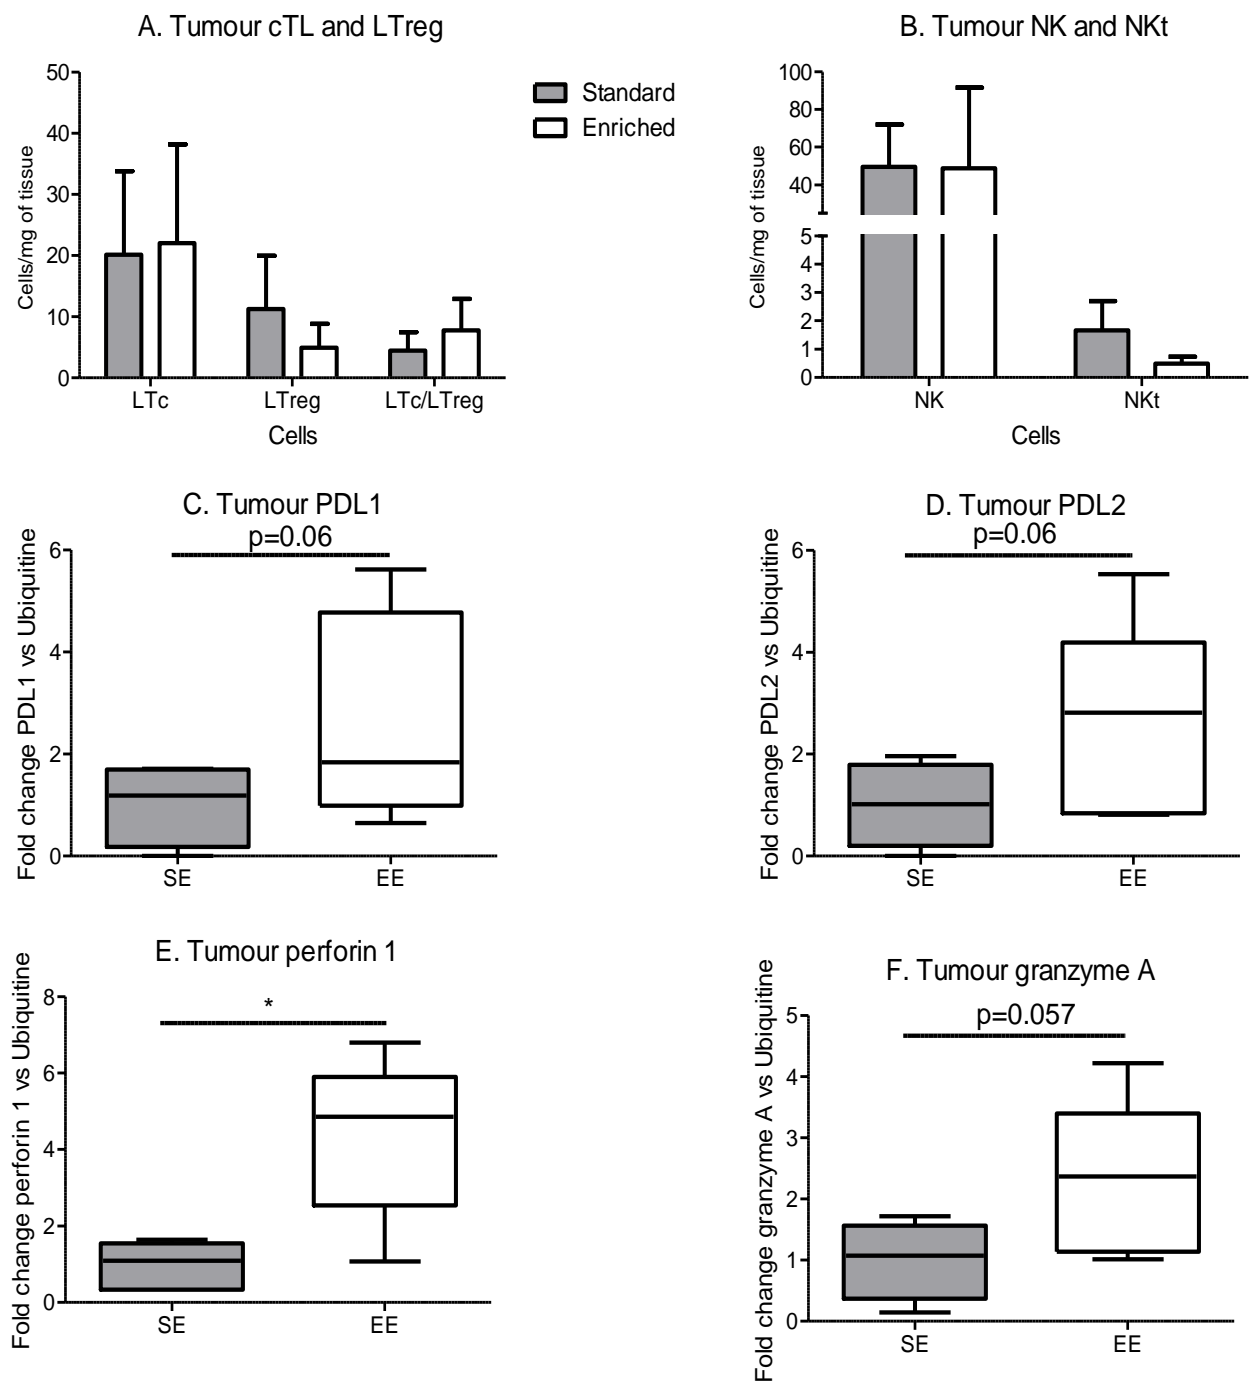 A. Tumour cTL and LTreg
Cells/mg of tissue
50
40
30
20
10
0
LTc
LTreg
LTc/LTreg
Cells
Standard
Enriched
B. Tumour NK and NKt
Cells/mg of tissue
100
80
60
40
5
4
3
2
1
0
NK
NKt
Cells
C. Tumour PDL1
p=0.06
Fold change PDL1 vs Ubiquitine
6
4
2
0
SE
EE
D. Tumour PDL2
p=0.06
Fold change PDL2 vs Ubiquitine
6
4
2
0
SE
EE
E. Tumour perforin 1
*
Fold change perforin 1 vs Ubiquitine
8
6
4
2
0
SE
EE
F. Tumour granzyme A
p=0.057
Fold change granzyme A vs Ubiquitine
5
4
3
2
1
0
SE
EE